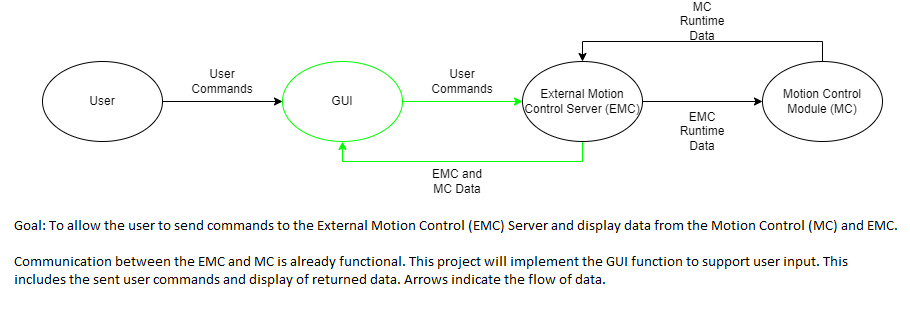 MC
Runtime
Data
User
Commands
User
Commands
User
GUI
External Motion
Control Server (EMC)
Motion Control
Module (MC)
EMC
Runtime
Data
EMC and
MC Data
Goal: To allow the user to send commands to the External Motion Control (EMC) Server and display data from the Motion Control (MC) and EMC.
Communication between the EMC and MC is already functional. This project will implement the GUI function to support user input. This
includes the sent user commands and display of returned data. Arrows indicate the flow of data.